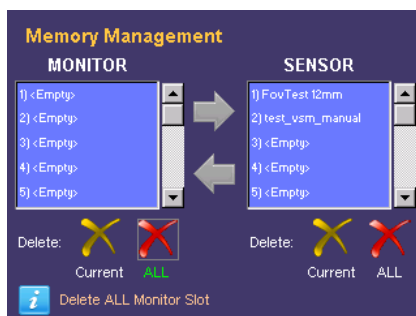 Memory Management
MONITOR
1) <Empty>
2) <Empty>
3) <Empty>
4) <Empty>
5) <Empty>
SENSOR
1) FovTest 12mm
2) test_vsm_manual
3) <Empty>
4) <Empty>
5) <Empty>
Delete:
Current
ALL
Delete:
Current
ALL
i Delete ALL Monitor Slot